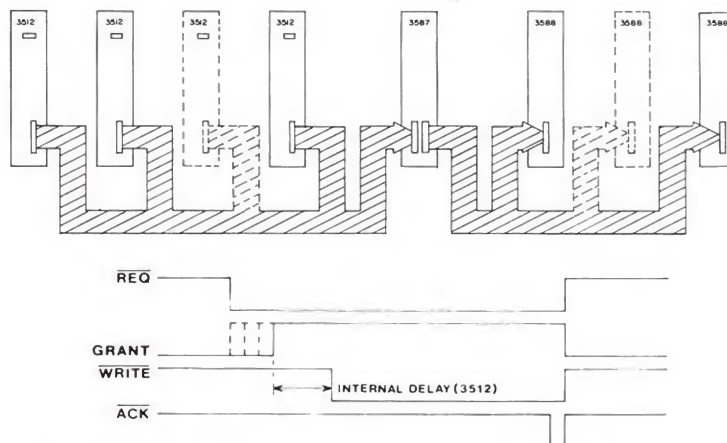 3512 3512 3512 3512 3587 3588 3588 3588
REQ
GRANT
WRITE
INTERNAL DELAY (3512)
ACK